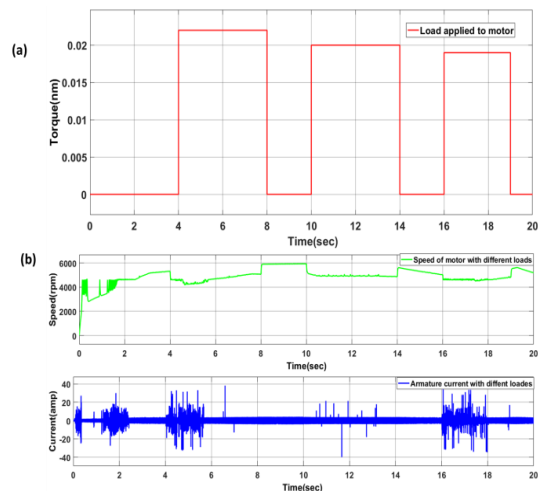 (a)
Load applied to motor
0.02
0.015
0.01
0.005
0
Torque(nm)
0 2 4 6 8 10 12 14 16 18 20
Time(sec)
(b)
Speed of motor with different loads
6000
4000
2000
0
Speed(rpm)
0 2 4 6 8 10 12 14 16 18 20
Time(sec)
Armature current with diffent loades
40
20
0
-20
-40
Current(amp)
0 2 4 6 8 10 12 14 16 18 20
Time(sec)